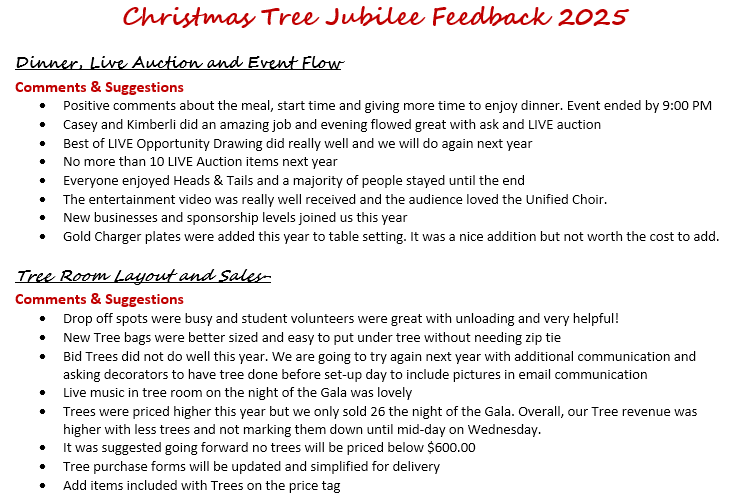 Christmas Tree Jubilee Feedback 2025
Dinner, Live Auction and Event Flow
Comments & Suggestions
• Positive comments about the meal, start time and giving more time to enjoy dinner. Event ended by 9:00 PM
• Casey and Kimberli did an amazing job and evening flowed great with ask and LIVE auction
• Best of LIVE Opportunity Drawing did really well and we will do again next year
• No more than 10 LIVE Auction items next year
• Everyone enjoyed Heads & Tails and a majority of people stayed until the end
• The entertainment video was really well received and the audience loved the Unified Choir.
• New businesses and sponsorship levels joined us this year
• Gold Charger plates were added this year to table setting. It was a nice addition but not worth the cost to add.
Tree Room Layout and Sales
Comments & Suggestions
• Drop off spots were busy and student volunteers were great with unloading and very helpful!
• New Tree bags were better sized and easy to put under tree without needing zip tie
• Bid Trees did not do well this year. We are going to try again next year with additional communication and
asking decorators to have tree done before set-up day to include pictures in email communication
• Live music in tree room on the night of the Gala was lovely
• Trees were priced higher this year but we only sold 26 the night of the Gala. Overall, our Tree revenue was
higher with less trees and not marking them down until mid-day on Wednesday.
• It was suggested going forward no trees will be priced below $600.00
• Tree purchase forms will be updated and simplified for delivery
• Add items included with Trees on the price tag